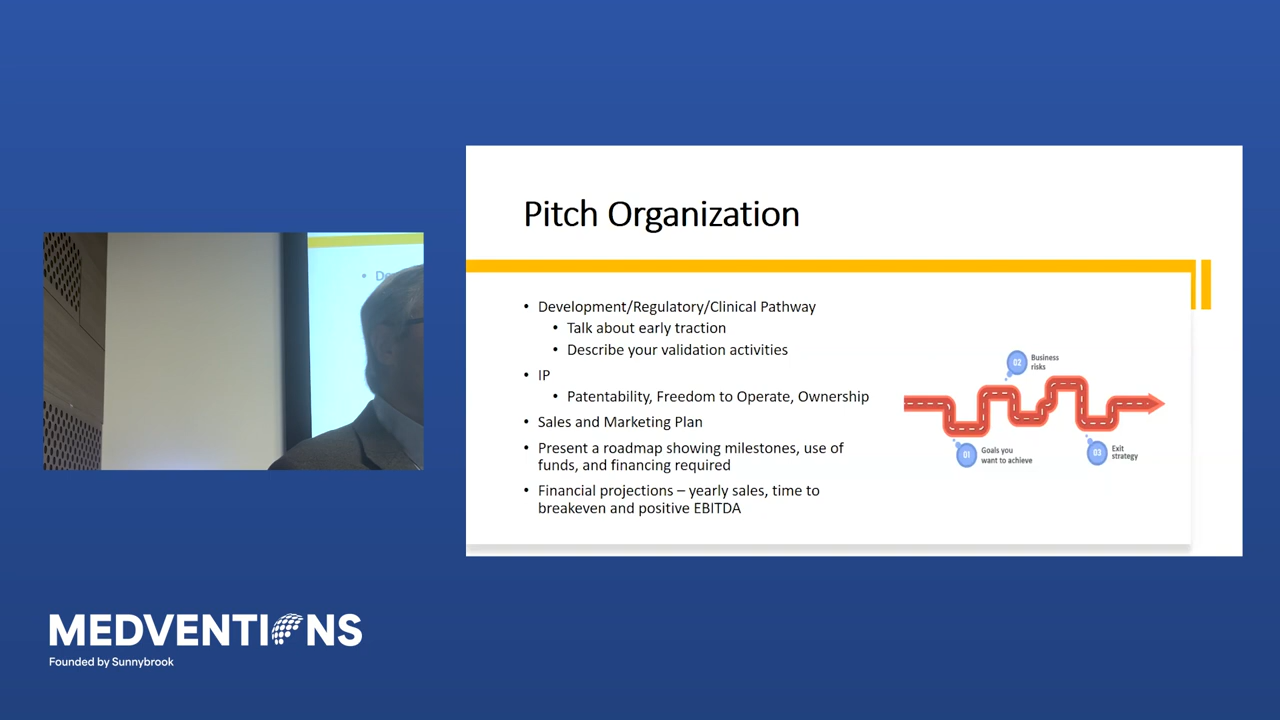 Pitch Organization
• Development/Regulatory/Clinical Pathway
• Talk about early traction
• Describe your validation activities
• IP
• Patentability, Freedom to Operate, Ownership
• Sales and Marketing Plan
• Present a roadmap showing milestones, use of
funds, and financing required
• Financial projections – yearly sales, time to
breakeven and positive EBITDA
02
Business
risks
01
Goals you
want to achieve
03
Exit
strategy
• De
MEDVENTIONS
Founded by Sunnybrook